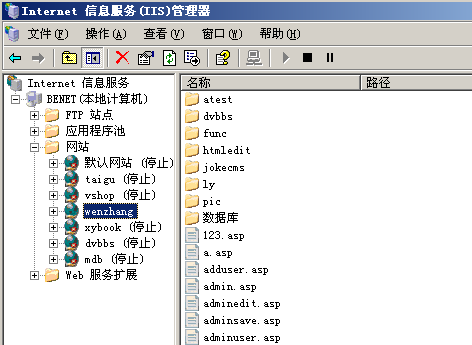 Internet 信息服务(IIS)管理器
文件(F) 操作(A) 查看(V) 窗口(W) 帮助(H)
Internet 信息服务
BENET(本地计算机)
FTP 站点
应用程序池
网站
默认网站 (停止)
taigu (停止)
vshop (停止)
wenzhang
xybook (停止)
dvbbs (停止)
mdb (停止)
Web 服务扩展
名称 路径
atest
dvbbs
func
htmledit
jokecms
ly
pic
数据库
123.asp
a.asp
adduser.asp
admin.asp
adminedit.asp
adminsave.asp
adminuser.asp